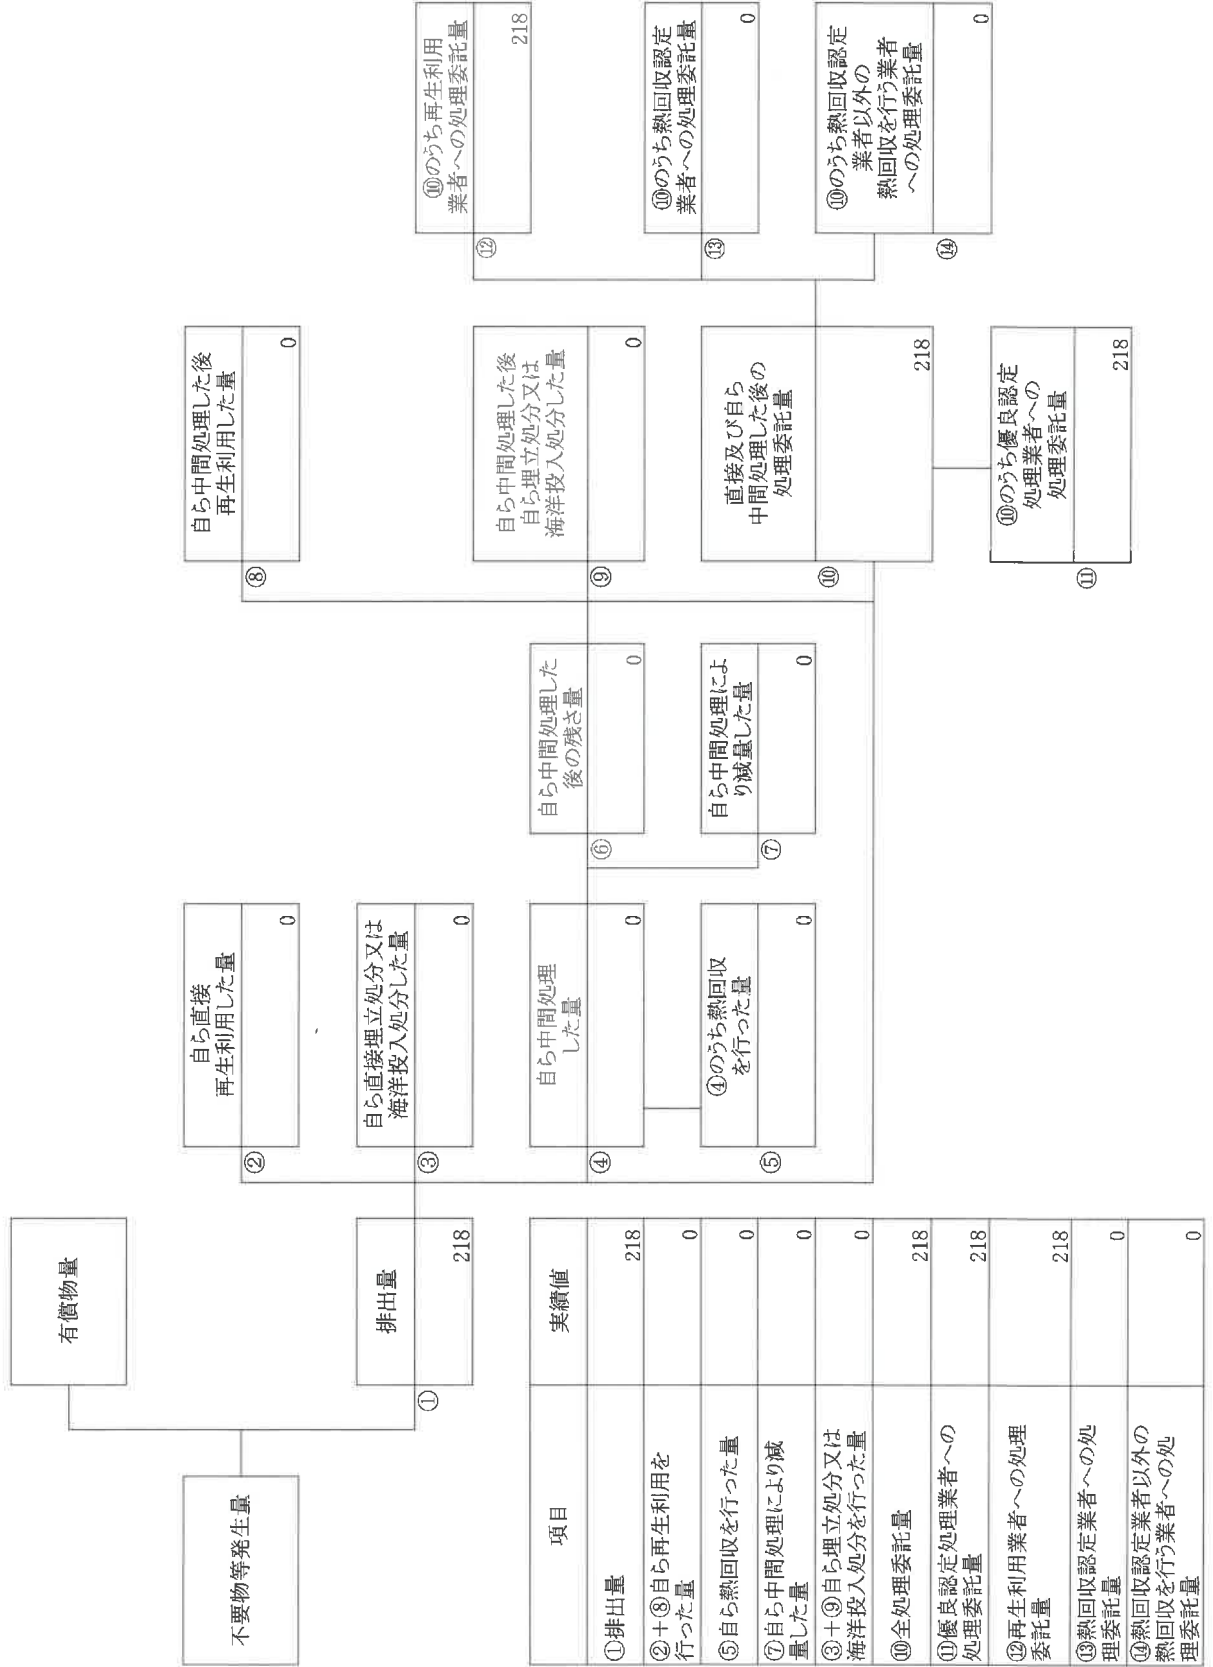 不要物等発生量
有償物量
排出量
①
218
自ら直接
再生利用した量
②
0
自ら直接埋立処分又は
海洋投入処分した量
③
0
自ら中間処理
した量
④
0
④のうち熱回収
を行った量
⑤
0
自ら中間処理した
後の残さ量
⑥
0
自ら中間処理によ
り減量した量
⑦
0
自ら中間処理した後
再生利用した量
⑧
0
自ら中間処理した後
自ら埋立処分又は
海洋投入処分した量
⑨
0
直接及び自ら
中間処理した後の
処理委託量
⑩
218
⑩のうち優良認定
処理業者への
処理委託量
⑪
218
⑩のうち再生利用
業者への処理委託量
⑫
218
⑩のうち熱回収認定
業者への処理委託量
⑬
0
⑩のうち熱回収認定
業者以外の
熱回収を行う業者
への処理委託量
⑭
0
項目 実績値
①排出量 218
②+⑧自ら再生利用を
行った量 0
⑤自ら熱回収を行った量 0
⑦自ら中間処理により減
量した量 0
③+⑨自ら埋立処分又は
海洋投入処分を行った量 0
⑩全処理委託量 218
⑪優良認定処理業者への
処理委託量 218
⑫再生利用業者への処理
委託量 218
⑬熱回収認定業者への処
理委託量 0
⑭熱回収認定業者以外の
熱回収を行う業者への処
理委託量 0